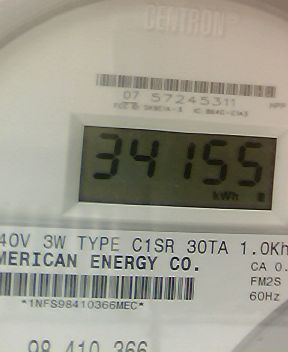 CENTRON
07 57245311
34155
kWh
40V 3W TYPE C1SR 30TA 1.0Kh
MERICAN ENERGY CO.
CA 0.
FM2S
*1NFS98410366MEC*
60Hz
98 410 366